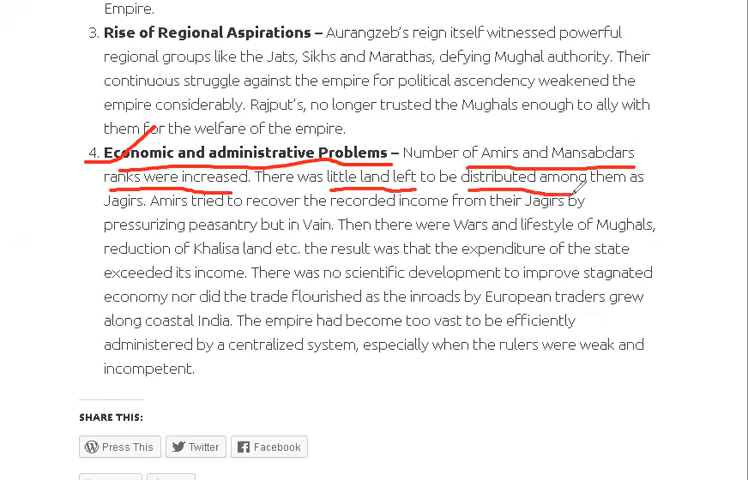 Empire.
3. Rise of Regional Aspirations – Aurangzeb's reign itself witnessed powerful
regional groups like the Jats, Sikhs and Marathas, defying Mughal authority. Their
continuous struggle against the empire for political ascendency weakened the
empire considerably. Rajput's, no longer trusted the Mughals enough to ally with
them for the welfare of the empire.
4. Economic and administrative Problems – Number of Amirs and Mansabdars
ranks were increased. There was little land left to be distributed among them as
Jagirs. Amirs tried to recover the recorded income from their Jagirs by
pressurizing peasantry but in Vain. Then there were Wars and lifestyle of Mughals,
reduction of Khalisa land etc. the result was that the expenditure of the state
exceeded its income. There was no scientific development to improve stagnated
economy nor did the trade flourished as the inroads by European traders grew
along coastal India. The empire had become too vast to be efficiently
administered by a centralized system, especially when the rulers were weak and
incompetent.
SHARE THIS:
Press This Twitter Facebook